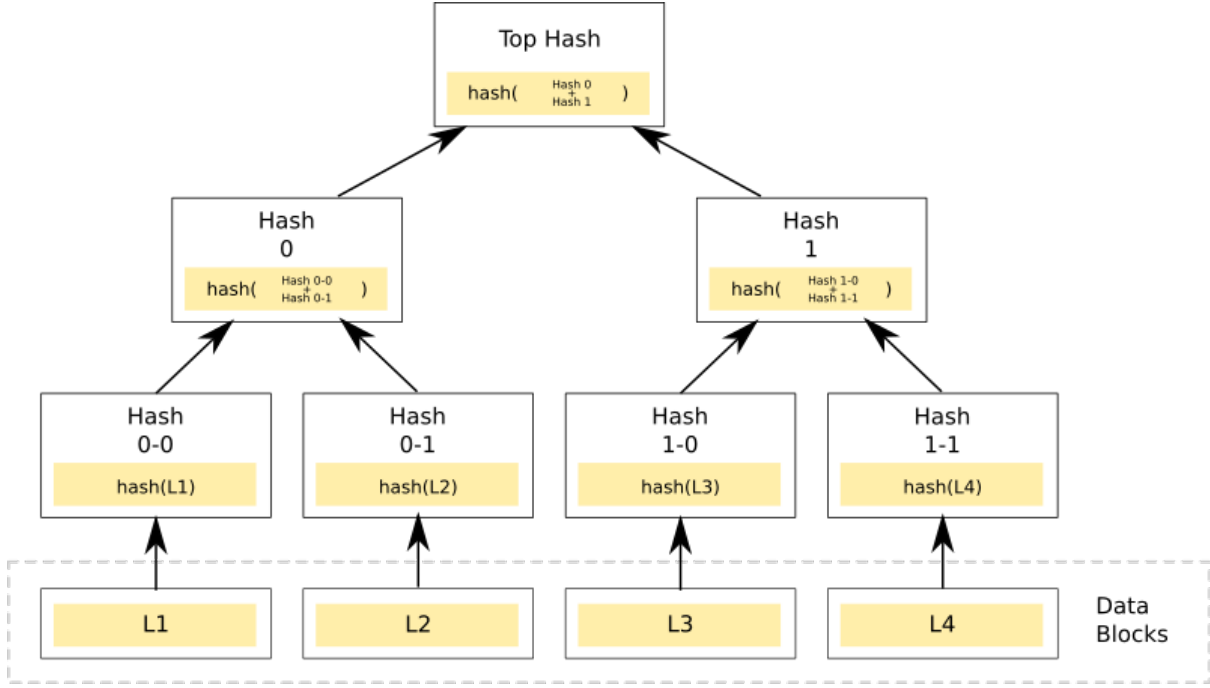 Top Hash
hash( Hash 0 + Hash 1 )
Hash
0
hash( Hash 0-0 + Hash 0-1 )
Hash
1
hash( Hash 1-0 + Hash 1-1 )
Hash
0-0
hash(L1)
Hash
0-1
hash(L2)
Hash
1-0
hash(L3)
Hash
1-1
hash(L4)
L1
L2
L3
L4
Data
Blocks